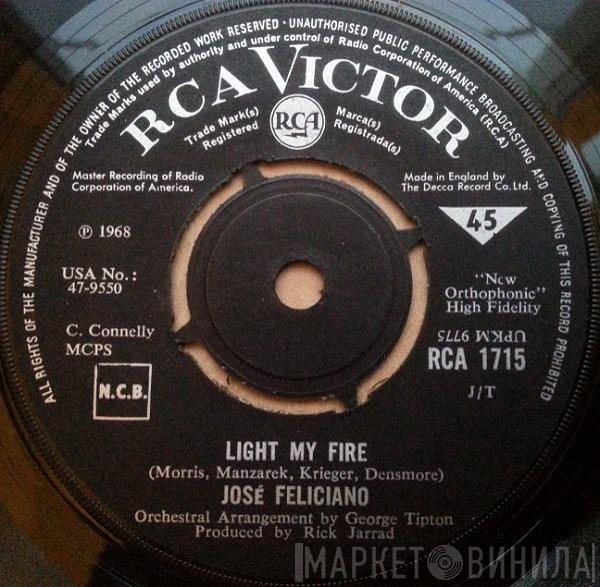 ALL RIGHTS OF THE MANUFACTURER AND OF THE OWNER OF THE RECORDED WORK RESERVED · UNAUTHORISED PUBLIC PERFORMANCE BROADCASTING AND COPYING OF THIS RECORD PROHIBITED
Trade Marks used by authority and under control of Radio Corporation of America (R.C.A)
RCA VICTOR
Trade Mark(s)
Registered
RCA
Marca(s)
Registrada(s)
Master Recording of Radio
Corporation of America.
Made in England by
The Decca Record Co. Ltd.
℗ 1968
45
USA No.:
47-9550
"New
Orthophonic"
High Fidelity
C. Connelly
MCPS
UPKM 9775
RCA 1715
N.C.B.
J/T
LIGHT MY FIRE
(Morris, Manzarek, Krieger, Densmore)
JOSÉ FELICIANO
Orchestral Arrangement by George Tipton
Produced by Rick Jarrad
МАРКЕТ ВИНИЛА